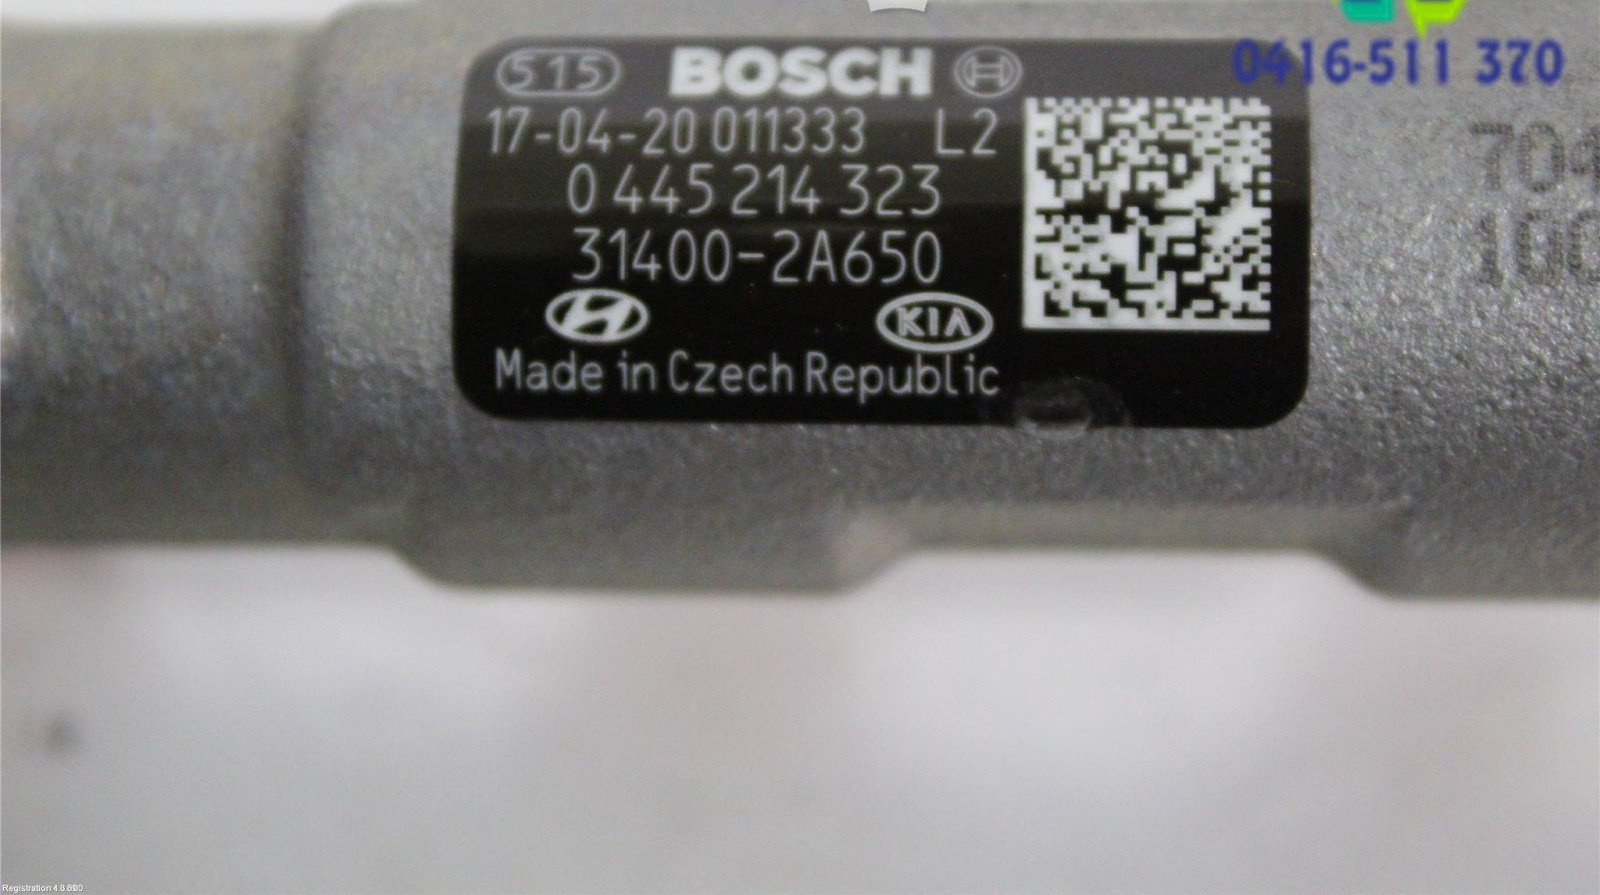 0416-511 370
515 BOSCH
17-04-20 011333 L2
0 445 214 323
31400-2A650
KIA
Made in Czech Republic